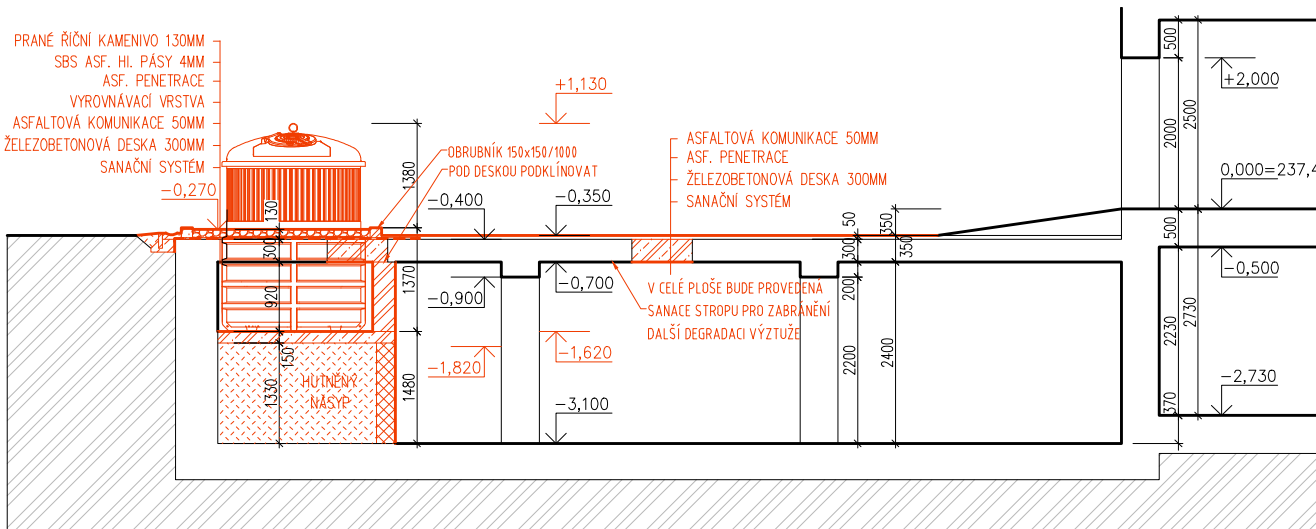 PRANÉ ŘÍČNÍ KAMENIVO 130MM
SBS ASF. HI. PÁSY 4MM
ASF. PENETRACE
VYROVNÁVACÍ VRSTVA
ASFALTOVÁ KOMUNIKACE 50MM
ŽELEZOBETONOVÁ DESKA 300MM
SANAČNÍ SYSTÉM
−0,270
+1,130
OBRUBNÍK 150x150/1000
POD DESKOU PODKLÍNOVAT
ASFALTOVÁ KOMUNIKACE 50MM
ASF. PENETRACE
ŽELEZOBETONOVÁ DESKA 300MM
SANAČNÍ SYSTÉM
−0,400
−0,350
−0,900
−0,700
V CELÉ PLOŠE BUDE PROVEDENÁ
SANACE STROPU PRO ZABRÁNĚNÍ
DALŠÍ DEGRADACI VÝZTUŽE
−1,820
−1,620
−3,100
HUTNĚNÝ
NÁSYP
130
300
920
150
1330
1380
1370
1480
50
300
200
2200
350
350
2400
500
2000
2500
500
2230
2730
370
+2,000
0,000=237,4
−0,500
−2,730